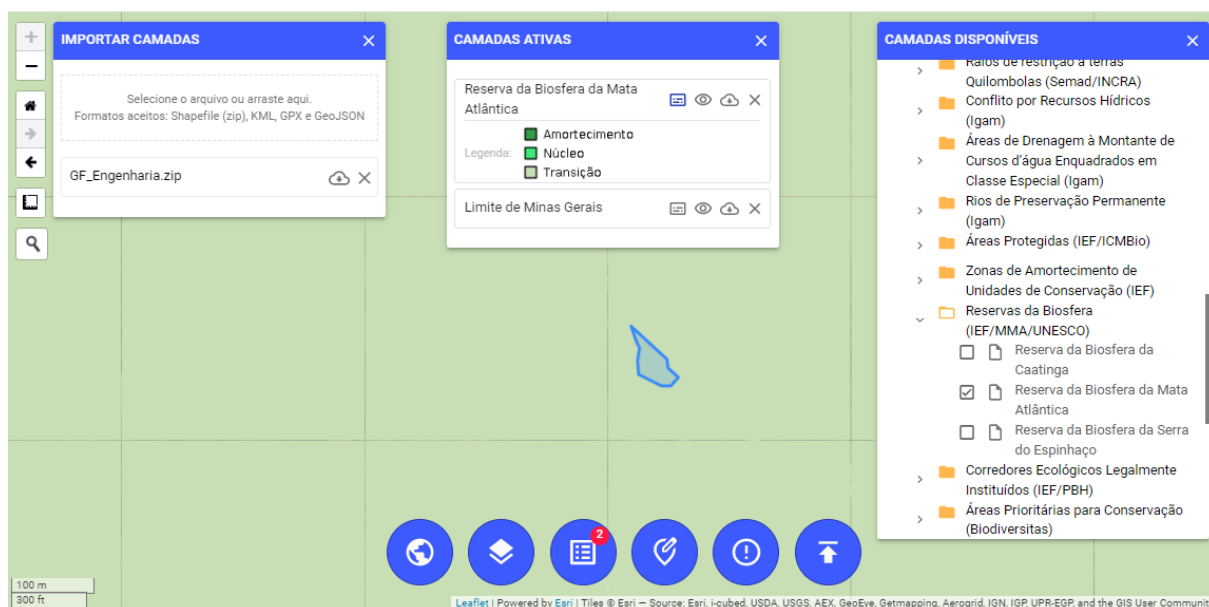 IMPORTAR CAMADAS
Selecione o arquivo ou arraste aqui.
Formatos aceitos: Shapefile (zip), KML, GPX e GeoJSON
GF_Engenharia.zip
CAMADAS ATIVAS
Reserva da Biosfera da Mata
Atlântica
Legenda:
Amortecimento
Núcleo
Transição
Limite de Minas Gerais
CAMADAS DISPONÍVEIS
Raios de restrição a terras
Quilombolas (Semad/INCRA)
Conflito por Recursos Hídricos
(Igam)
Áreas de Drenagem à Montante de
Cursos d'água Enquadrados em
Classe Especial (Igam)
Rios de Preservação Permanente
(Igam)
Áreas Protegidas (IEF/ICMBio)
Zonas de Amortecimento de
Unidades de Conservação (IEF)
Reservas da Biosfera
(IEF/MMA/UNESCO)
Reserva da Biosfera da
Caatinga
Reserva da Biosfera da Mata
Atlântica
Reserva da Biosfera da Serra
do Espinhaço
Corredores Ecológicos Legalmente
Instituídos (IEF/PBH)
Áreas Prioritárias para Conservação
(Biodiversitas)
2
100 m
300 ft
Leaflet | Powered by Esri | Tiles © Esri — Source: Esri, i-cubed, USDA, USGS, AEX, GeoEye, Getmapping, Aerogrid, IGN, IGP, UPR-EGP, and the GIS User Communit